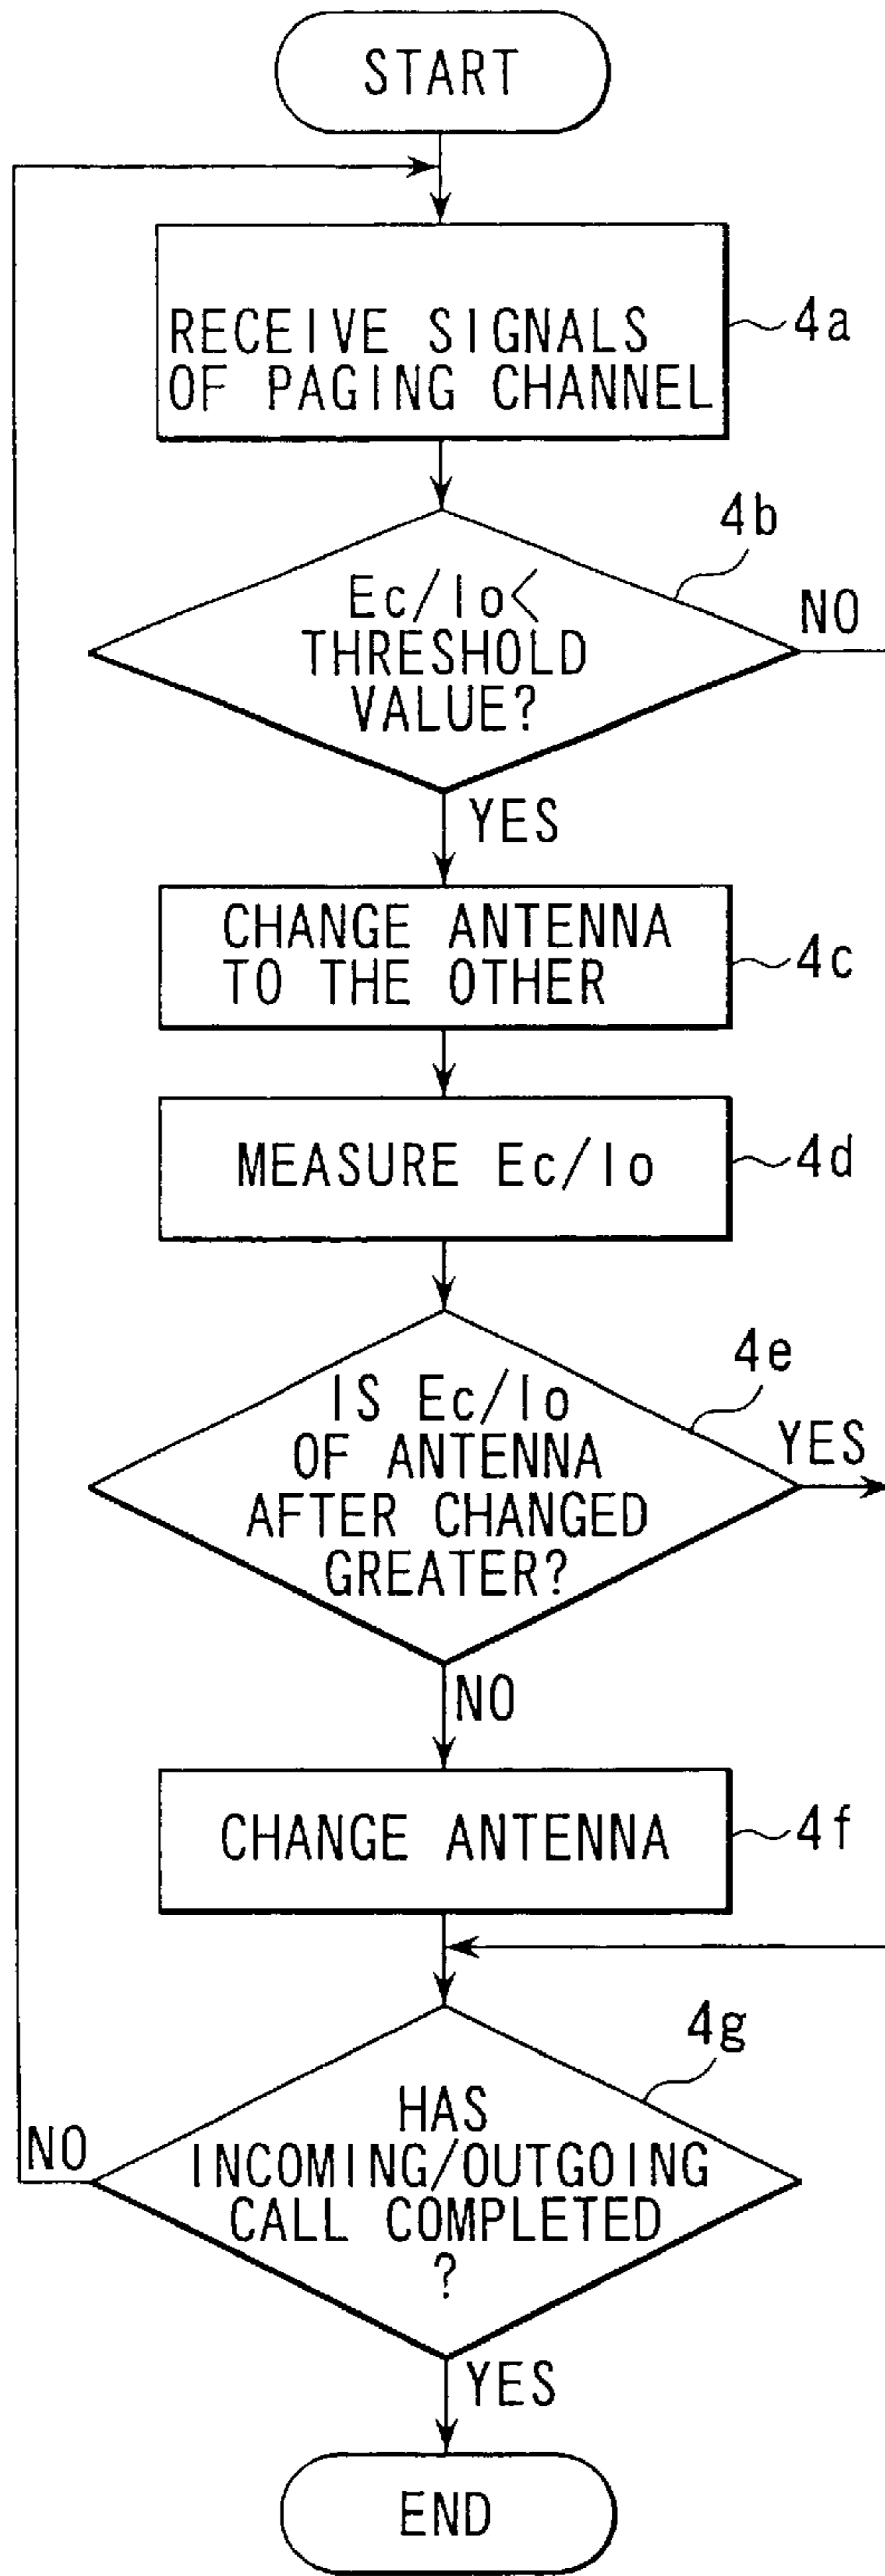 START
RECEIVE SIGNALS
OF PAGING CHANNEL
4a
4b
Ec/Io<
THRESHOLD
VALUE?
NO
YES
CHANGE ANTENNA
TO THE OTHER
4c
MEASURE Ec/Io
4d
4e
IS Ec/Io
OF ANTENNA
AFTER CHANGED
GREATER?
YES
NO
CHANGE ANTENNA
4f
4g
HAS
INCOMING/OUTGOING
CALL COMPLETED
?
NO
YES
END